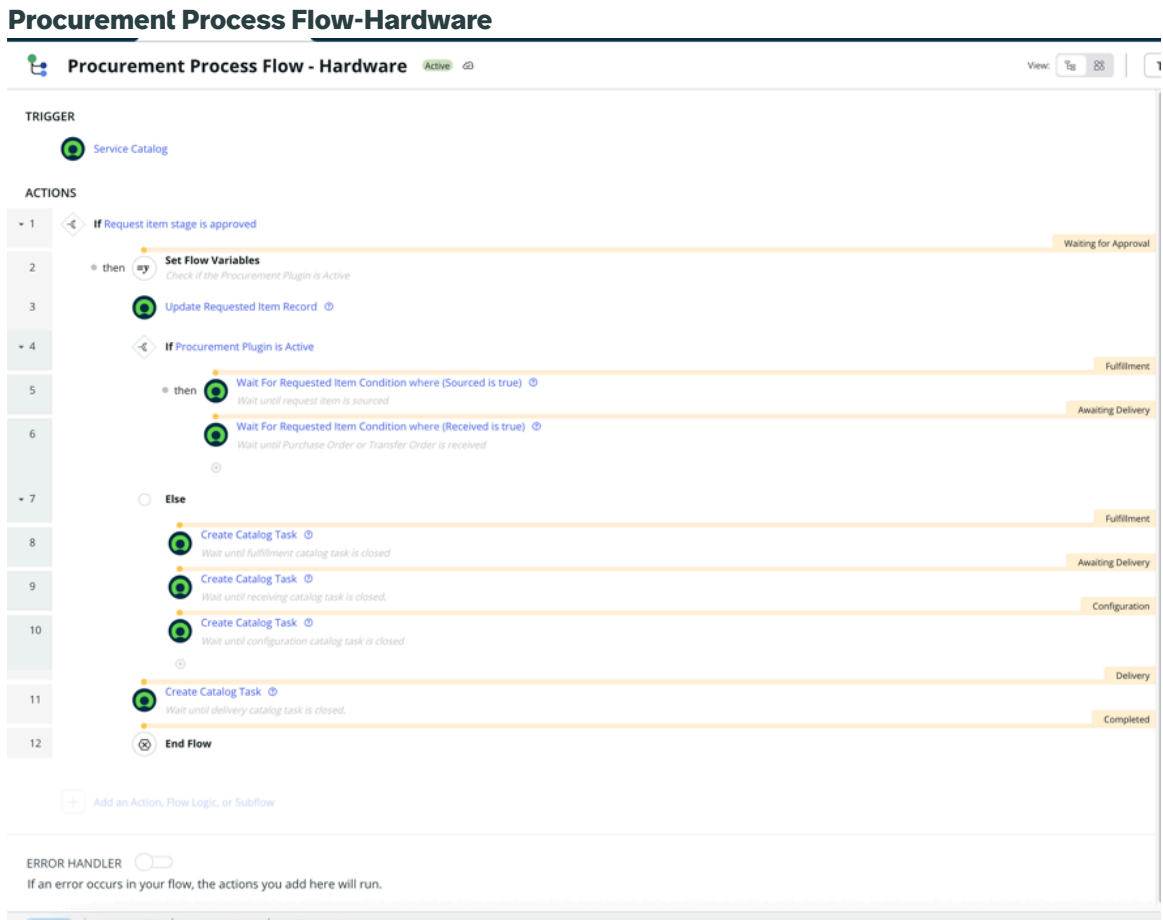 Procurement Process Flow-Hardware
Procurement Process Flow - Hardware Active
View:
TRIGGER
Service Catalog
ACTIONS
1 If Request item stage is approved
Waiting for Approval
2 then =y Set Flow Variables
Check if the Procurement Plugin is Active
3 Update Requested Item Record
4 If Procurement Plugin is Active
Fulfillment
5 then Wait For Requested Item Condition where (Sourced is true)
Wait until request item is sourced
Awaiting Delivery
6 Wait For Requested Item Condition where (Received is true)
Wait until Purchase Order or Transfer Order is received
7 Else
Fulfillment
8 Create Catalog Task
Wait until fulfillment catalog task is closed
Awaiting Delivery
9 Create Catalog Task
Wait until receiving catalog task is closed.
Configuration
10 Create Catalog Task
Wait until configuration catalog task is closed
Delivery
11 Create Catalog Task
Wait until delivery catalog task is closed.
Completed
12 End Flow
Add an Action, Flow Logic, or Subflow
ERROR HANDLER
If an error occurs in your flow, the actions you add here will run.